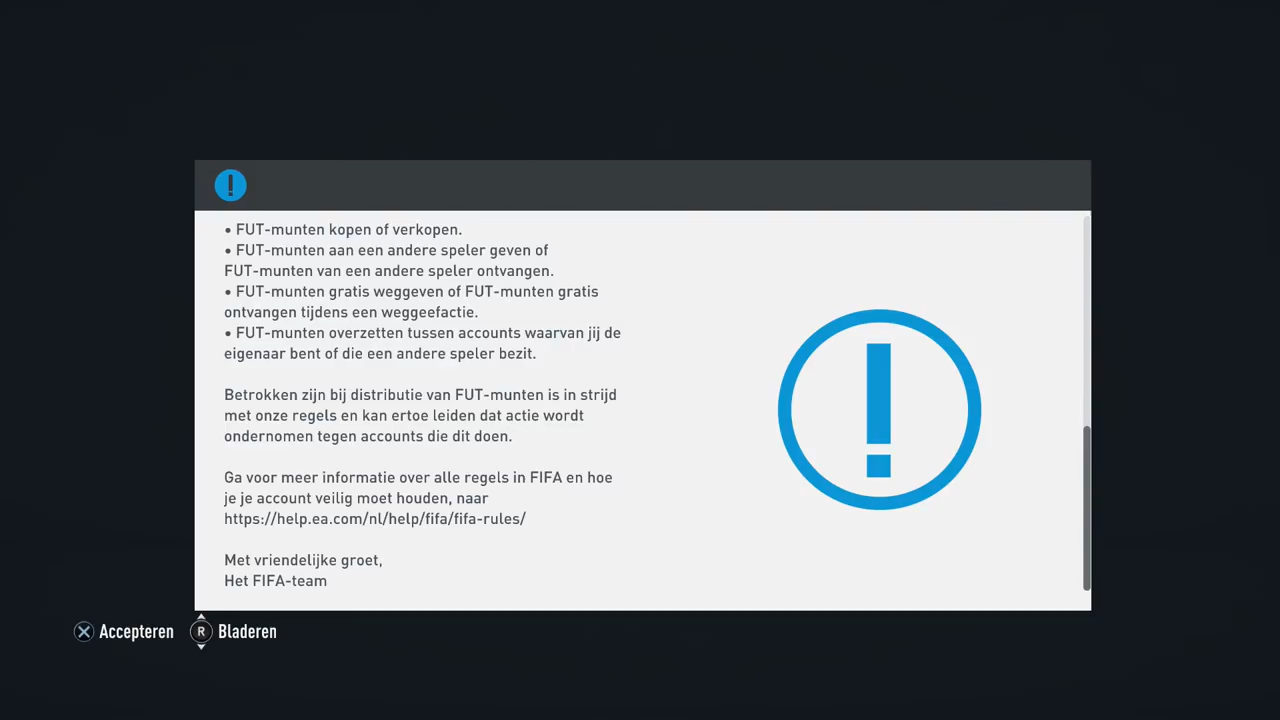 • FUT-munten kopen of verkopen.
• FUT-munten aan een andere speler geven of
FUT-munten van een andere speler ontvangen.
• FUT-munten gratis weggeven of FUT-munten gratis
ontvangen tijdens een weggeefactie.
• FUT-munten overzetten tussen accounts waarvan jij de
eigenaar bent of die een andere speler bezit.
Betrokken zijn bij distributie van FUT-munten is in strijd
met onze regels en kan ertoe leiden dat actie wordt
ondernomen tegen accounts die dit doen.
Ga voor meer informatie over alle regels in FIFA en hoe
je je account veilig moet houden, naar
https://help.ea.com/nl/help/fifa/fifa-rules/
Met vriendelijke groet,
Het FIFA-team
Accepteren R Bladeren